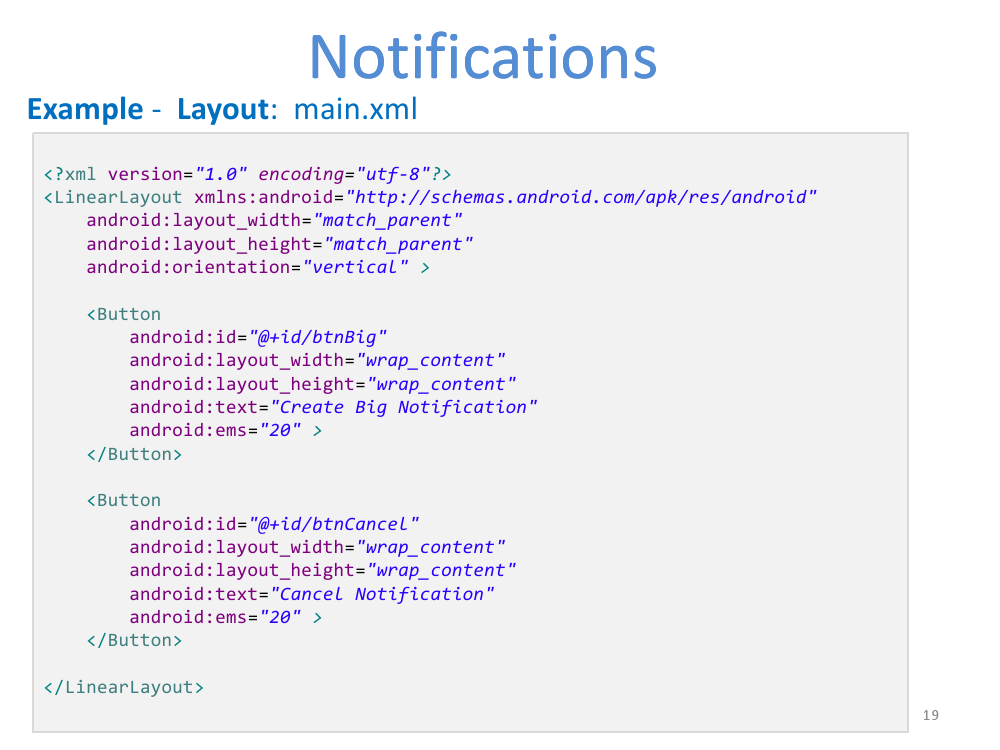 Notifications
Example - Layout: main.xml
<?xml version="1.0" encoding="utf-8"?>
<LinearLayout xmlns:android="http://schemas.android.com/apk/res/android"
    android:layout_width="match_parent"
    android:layout_height="match_parent"
    android:orientation="vertical" >
    <Button
        android:id="@+id/btnBig"
        android:layout_width="wrap_content"
        android:layout_height="wrap_content"
        android:text="Create Big Notification"
        android:ems="20" >
    </Button>
    <Button
        android:id="@+id/btnCancel"
        android:layout_width="wrap_content"
        android:layout_height="wrap_content"
        android:text="Cancel Notification"
        android:ems="20" >
    </Button>
</LinearLayout>
19